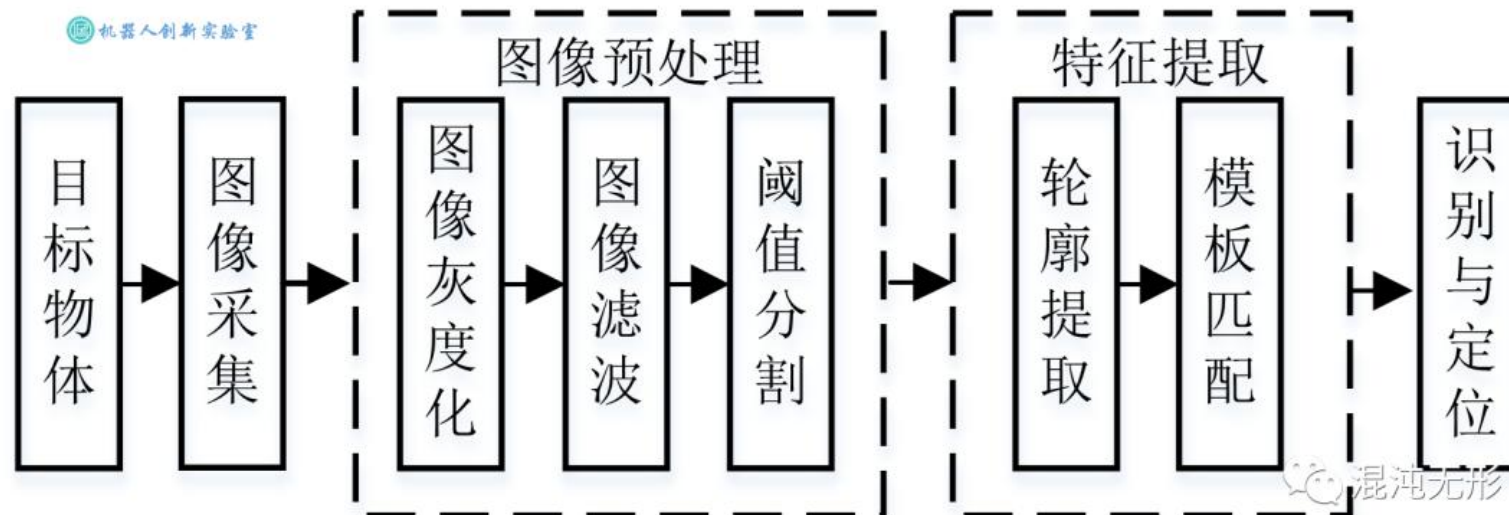 机器人创新实验室
图像预处理
特征提取
目标物体
图像采集
图像灰度化
图像滤波
阈值分割
轮廓提取
模板匹配
识别与定位
混沌无形